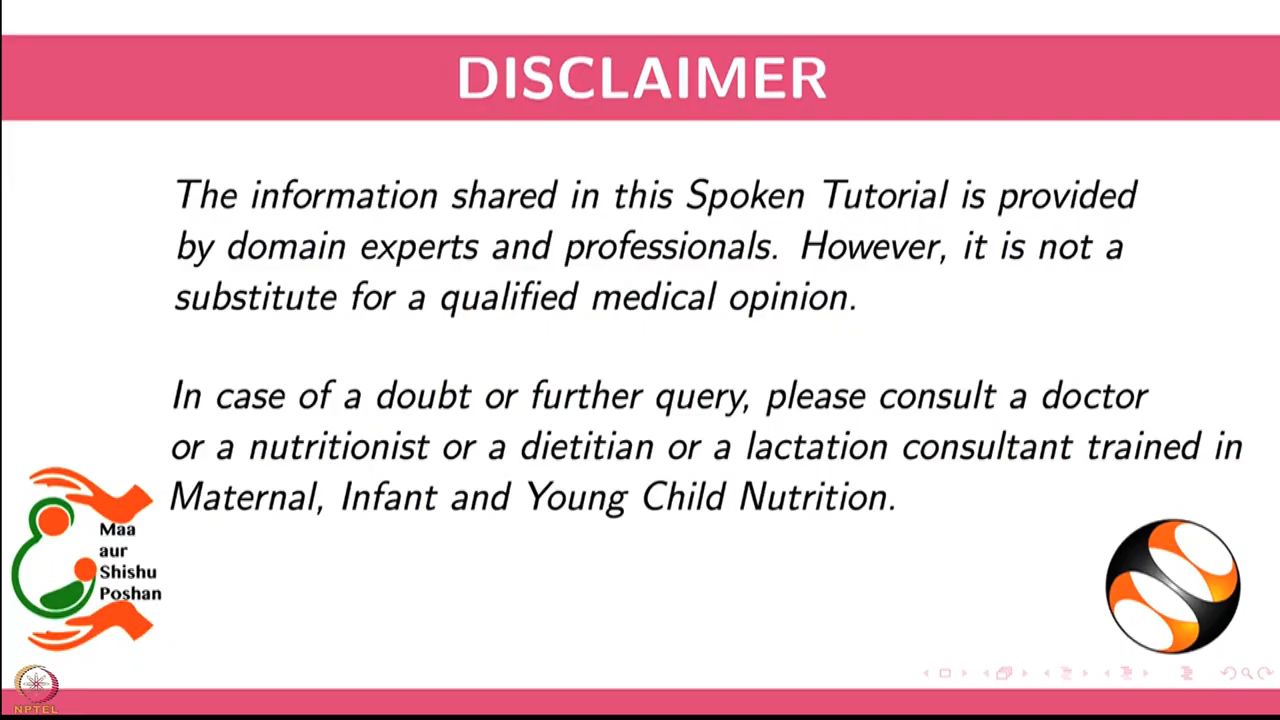 DISCLAIMER
The information shared in this Spoken Tutorial is provided
by domain experts and professionals. However, it is not a
substitute for a qualified medical opinion.
In case of a doubt or further query, please consult a doctor
or a nutritionist or a dietitian or a lactation consultant trained in
Maternal, Infant and Young Child Nutrition.
Maa
aur
Shishu
Poshan
NPTEL